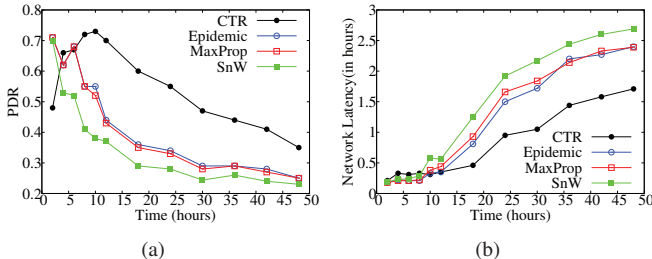 0.8
0.7
0.6
0.5
0.4
0.3
0.2
PDR
CTR
Epidemic
MaxProp
SnW
0 5 10 15 20 25 30 35 40 45 50
Time (hours)
(a)
3
2.5
2
1.5
1
0.5
0
Network Latency(in hours)
CTR
Epidemic
MaxProp
SnW
0 5 10 15 20 25 30 35 40 45 50
Time (hours)
(b)